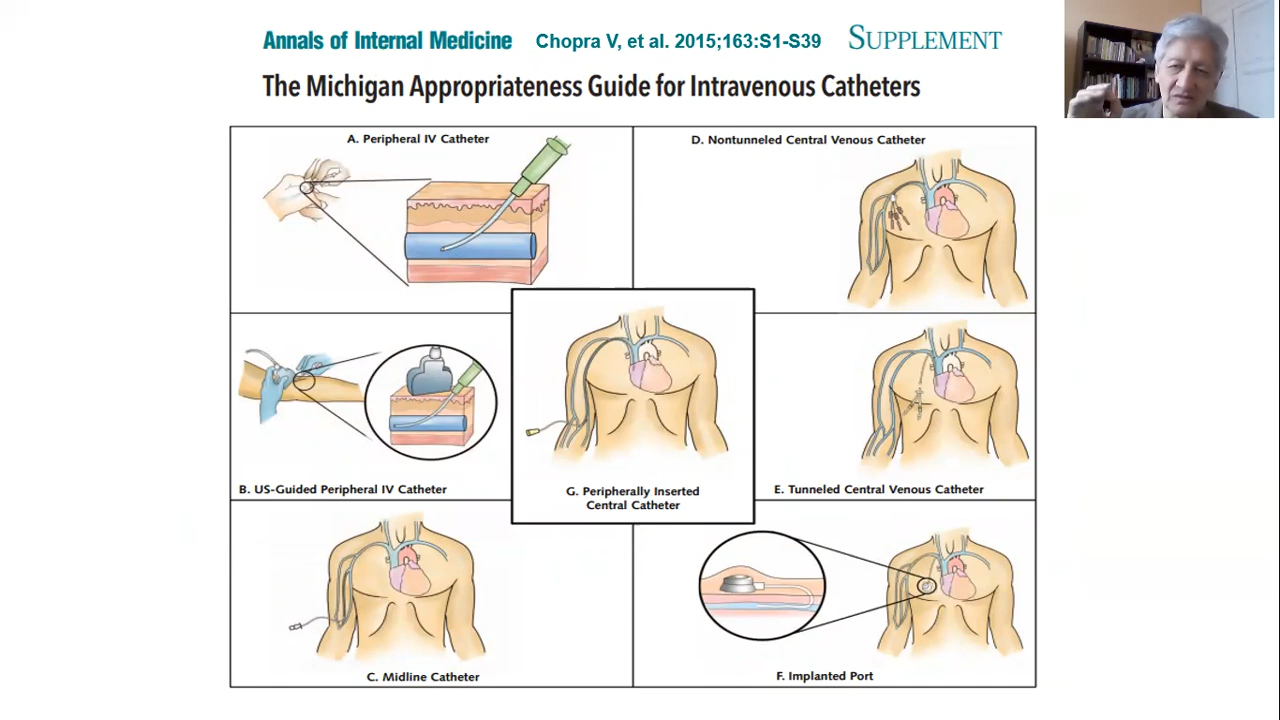 Annals of Internal Medicine Chopra V, et al. 2015;163:S1-S39 SUPPLEMENT
The Michigan Appropriateness Guide for Intravenous Catheters
A. Peripheral IV Catheter
D. Nontunneled Central Venous Catheter
B. US-Guided Peripheral IV Catheter
G. Peripherally Inserted
Central Catheter
E. Tunneled Central Venous Catheter
C. Midline Catheter
F. Implanted Port